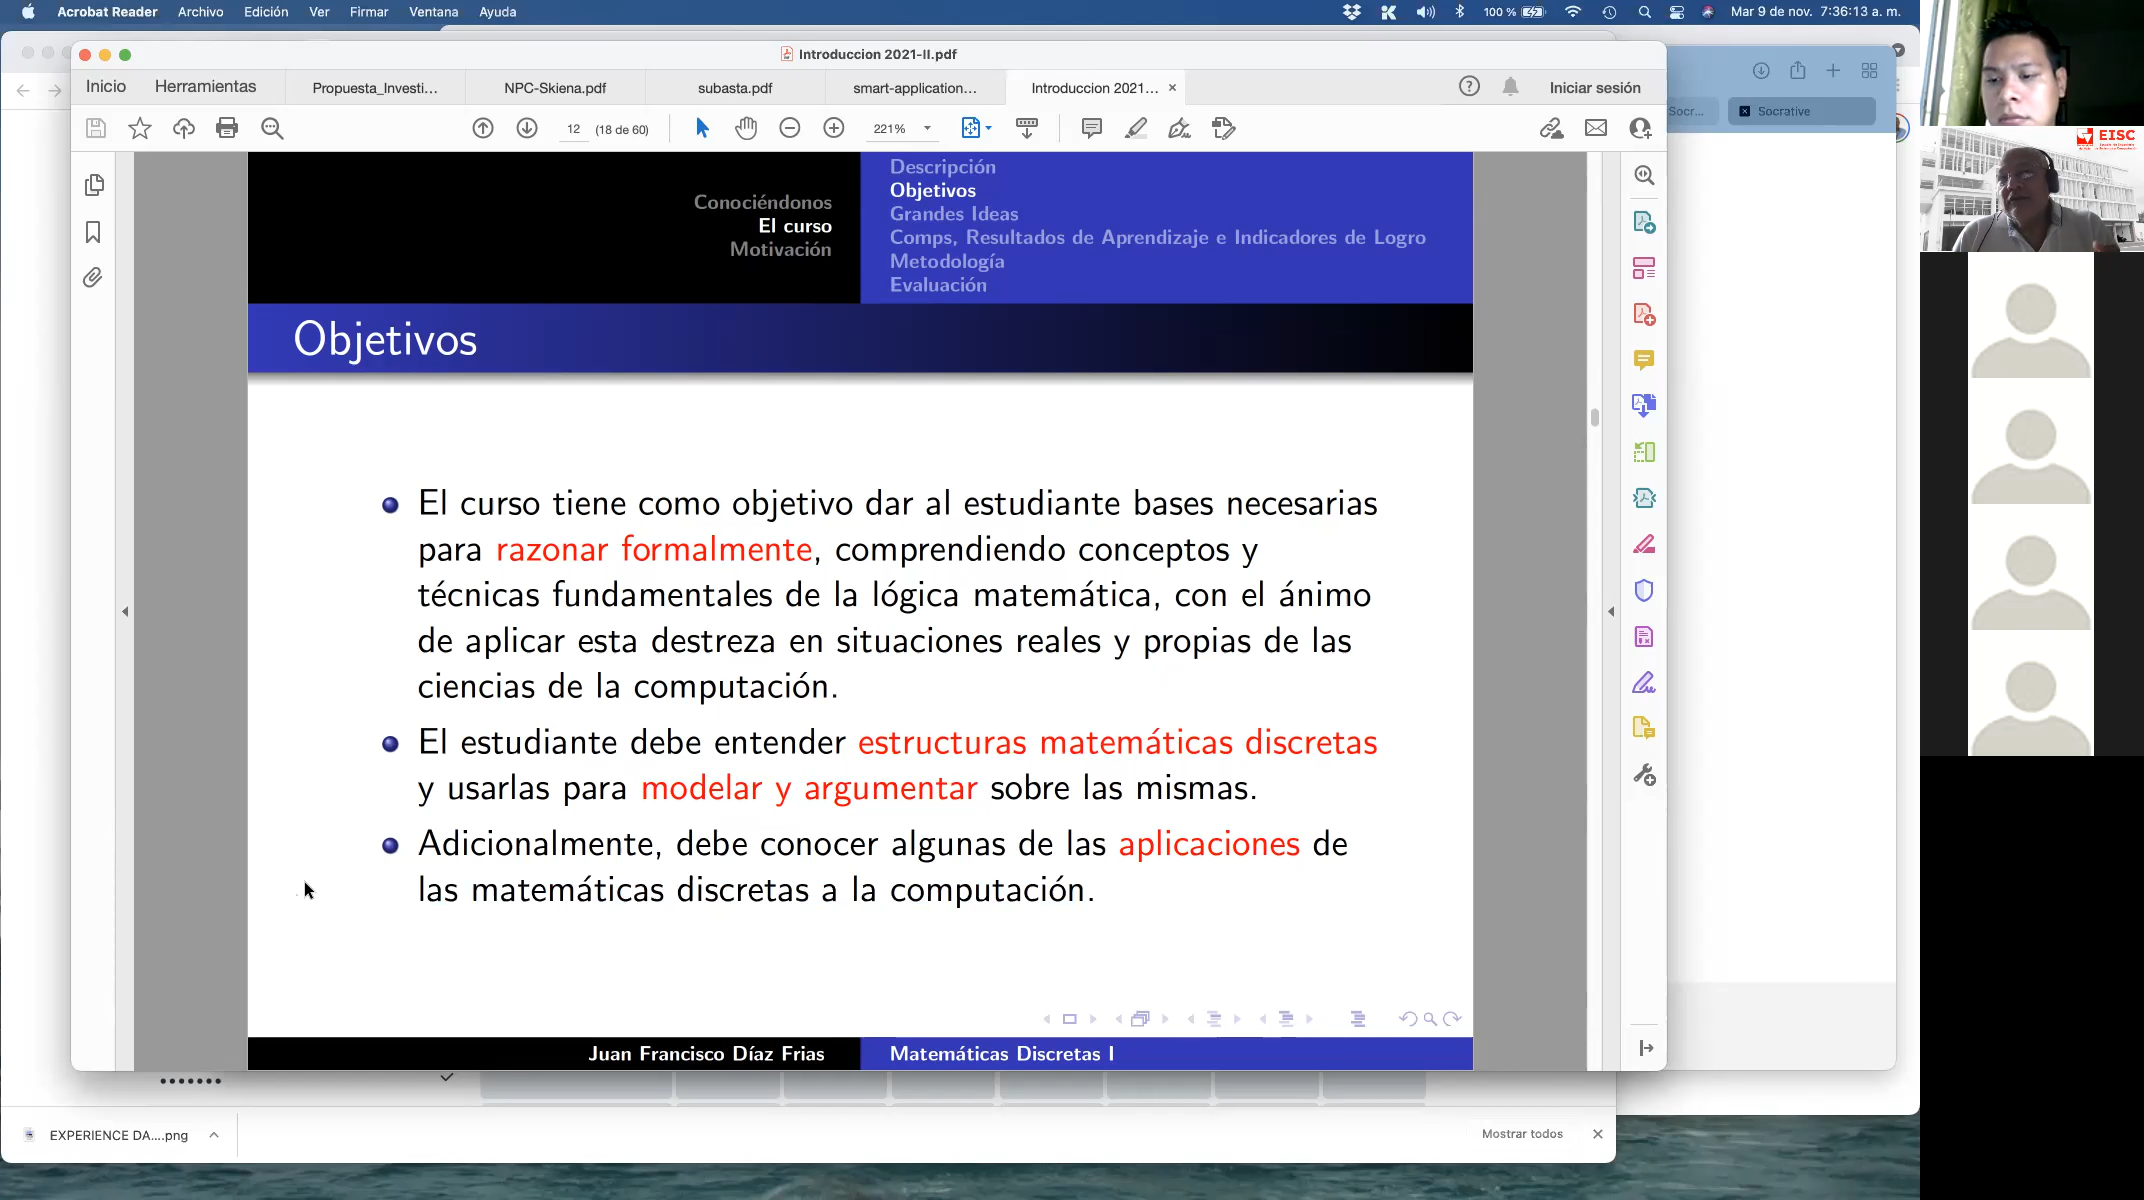 Acrobat Reader Archivo Edición Ver Firmar Ventana Ayuda 100 % Mar 9 de nov. 7:36:13 a. m.
Introduccion 2021-II.pdf
Inicio Herramientas Propuesta_Investi... NPC-Skiena.pdf subasta.pdf smart-application... Introduccion 2021... × Iniciar sesión
12 (18 de 60) 221%
Socr... Socrative
EISC
Conociéndonos
El curso
Motivación
Descripción
Objetivos
Grandes Ideas
Comps, Resultados de Aprendizaje e Indicadores de Logro
Metodología
Evaluación
Objetivos
El curso tiene como objetivo dar al estudiante bases necesarias
para razonar formalmente, comprendiendo conceptos y
técnicas fundamentales de la lógica matemática, con el ánimo
de aplicar esta destreza en situaciones reales y propias de las
ciencias de la computación.
El estudiante debe entender estructuras matemáticas discretas
y usarlas para modelar y argumentar sobre las mismas.
Adicionalmente, debe conocer algunas de las aplicaciones de
las matemáticas discretas a la computación.
Juan Francisco Díaz Frias Matemáticas Discretas I
EXPERIENCE DA....png Mostrar todos